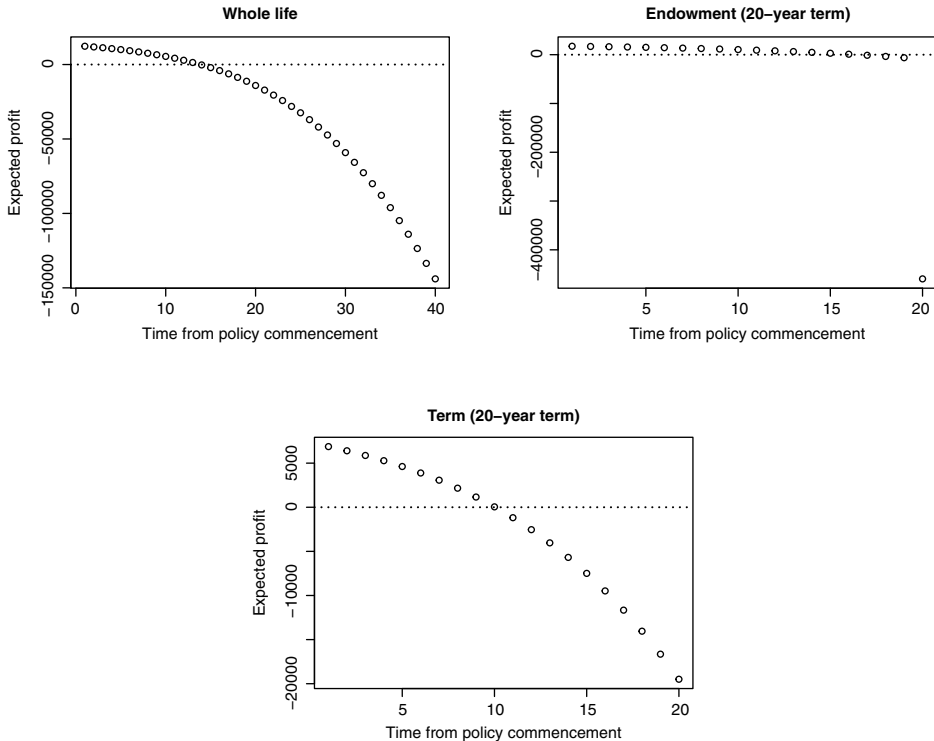 Whole life
Expected profit
0
−50000
−100000
−150000
0 10 20 30 40
Time from policy commencement
Endowment (20−year term)
Expected profit
0
−200000
−400000
5 10 15 20
Time from policy commencement
Term (20−year term)
Expected profit
5000
0
−10000
−20000
5 10 15 20
Time from policy commencement